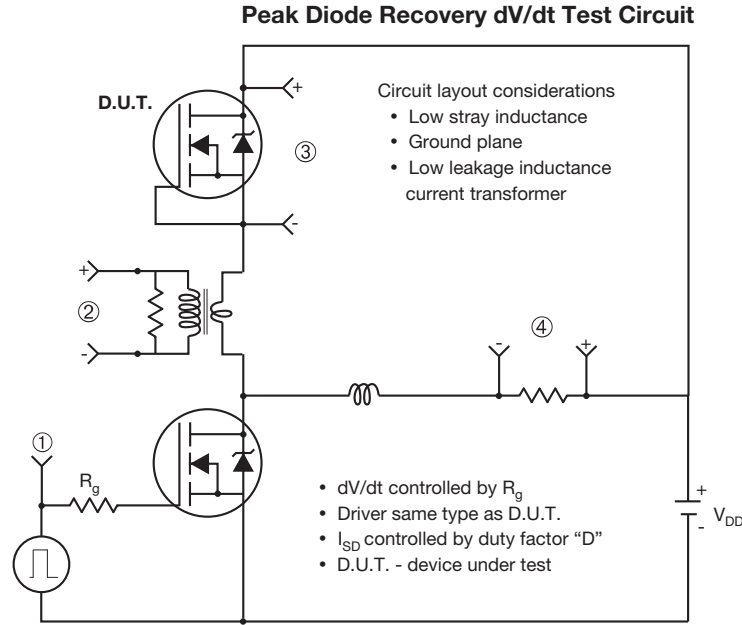 Peak Diode Recovery dV/dt Test Circuit
D.U.T.
+
Circuit layout considerations
• Low stray inductance
• Ground plane
• Low leakage inductance
current transformer
③
-
+
②
-
④
- +
①
Rg
• dV/dt controlled by Rg
• Driver same type as D.U.T.
• ISD controlled by duty factor “D”
• D.U.T. - device under test
+
VDD
-